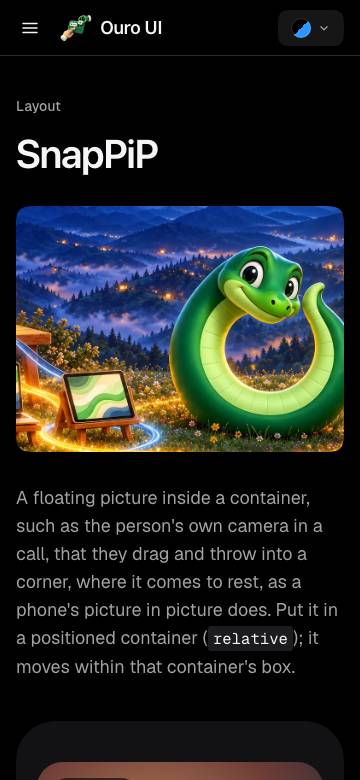 Ouro UI
Layout
SnapPiP
A floating picture inside a container,
such as the person's own camera in a
call, that they drag and throw into a
corner, where it comes to rest, as a
phone's picture in picture does. Put it in
a positioned container (relative); it
moves within that container's box.